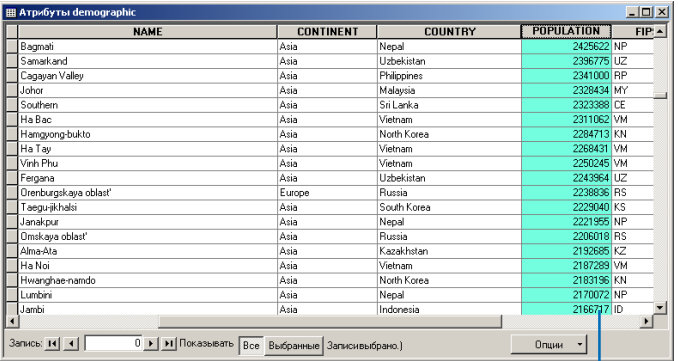 Атрибуты demographic
NAME CONTINENT COUNTRY POPULATION FIP
Bagmati Asia Nepal 2425622 NP
Samarkand Asia Uzbekistan 2396775 UZ
Cagayan Valley Asia Philippines 2341000 RP
Johor Asia Malaysia 2328434 MY
Southern Asia Sri Lanka 2323388 CE
Ha Bac Asia Vietnam 2311062 VM
Hamgyong-bukto Asia North Korea 2284713 KN
Ha Tay Asia Vietnam 2268431 VM
Vinh Phu Asia Vietnam 2250245 VM
Fergana Asia Uzbekistan 2243964 UZ
Orenburgskaya oblast' Europe Russia 2238836 RS
Taegu-jikhalsi Asia South Korea 2229040 KS
Janakpur Asia Nepal 2221955 NP
Omskaya oblast' Asia Russia 2206018 RS
Alma-Ata Asia Kazakhstan 2192685 KZ
Ha Noi Asia Vietnam 2187289 VM
Hwanghae-namdo Asia North Korea 2183196 KN
Lumbini Asia Nepal 2170072 NP
Jambi Asia Indonesia 2166717 ID
Запись: 0 Показывать Все Выбранные Записивыбрано.) Опции